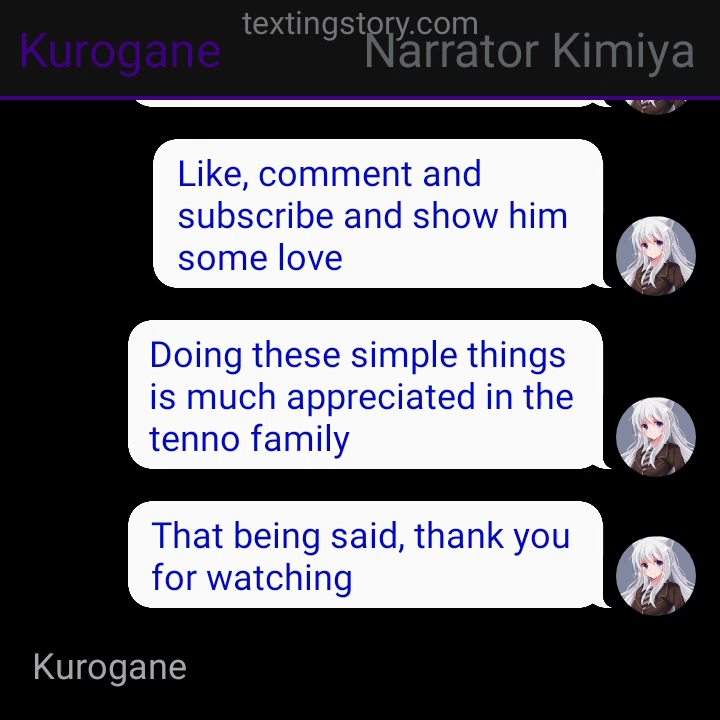 textingstory.com
Kurogane
Narrator Kimiya
Like, comment and
subscribe and show him
some love
Doing these simple things
is much appreciated in the
tenno family
That being said, thank you
for watching
Kurogane